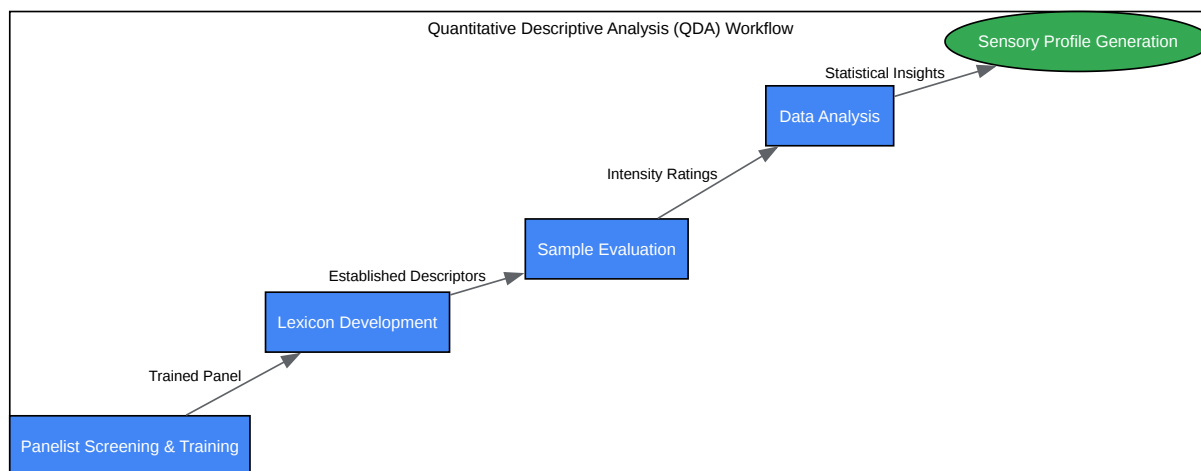 Quantitative Descriptive Analysis (QDA) Workflow
Sensory Profile Generation
Statistical Insights
Data Analysis
Intensity Ratings
Sample Evaluation
Established Descriptors
Lexicon Development
Trained Panel
Panelist Screening & Training